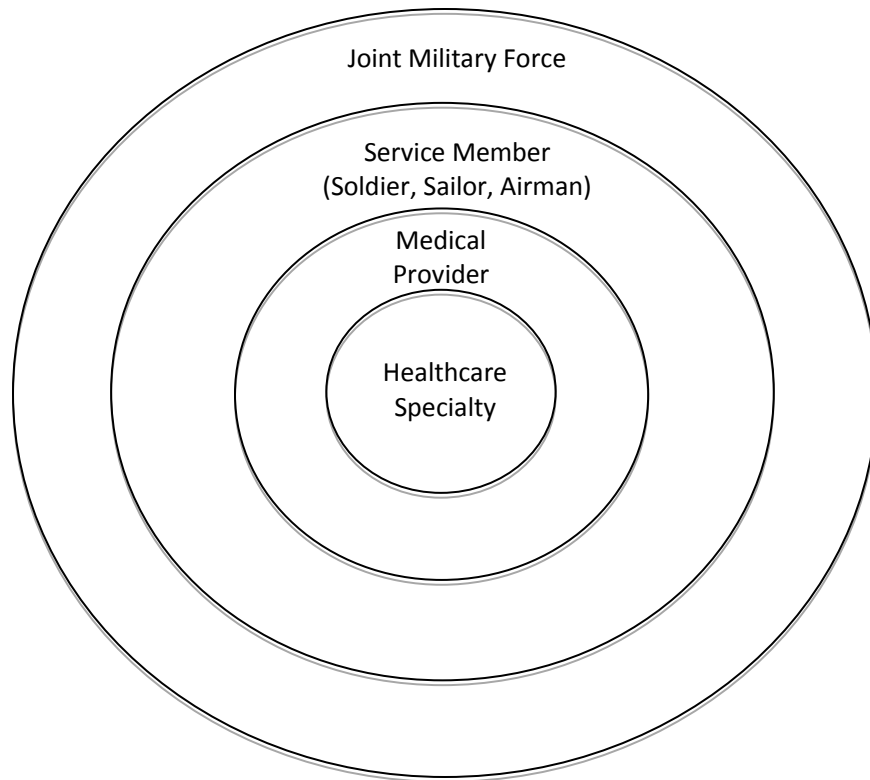 Joint Military Force
Service Member
(Soldier, Sailor, Airman)
Medical
Provider
Healthcare
Specialty